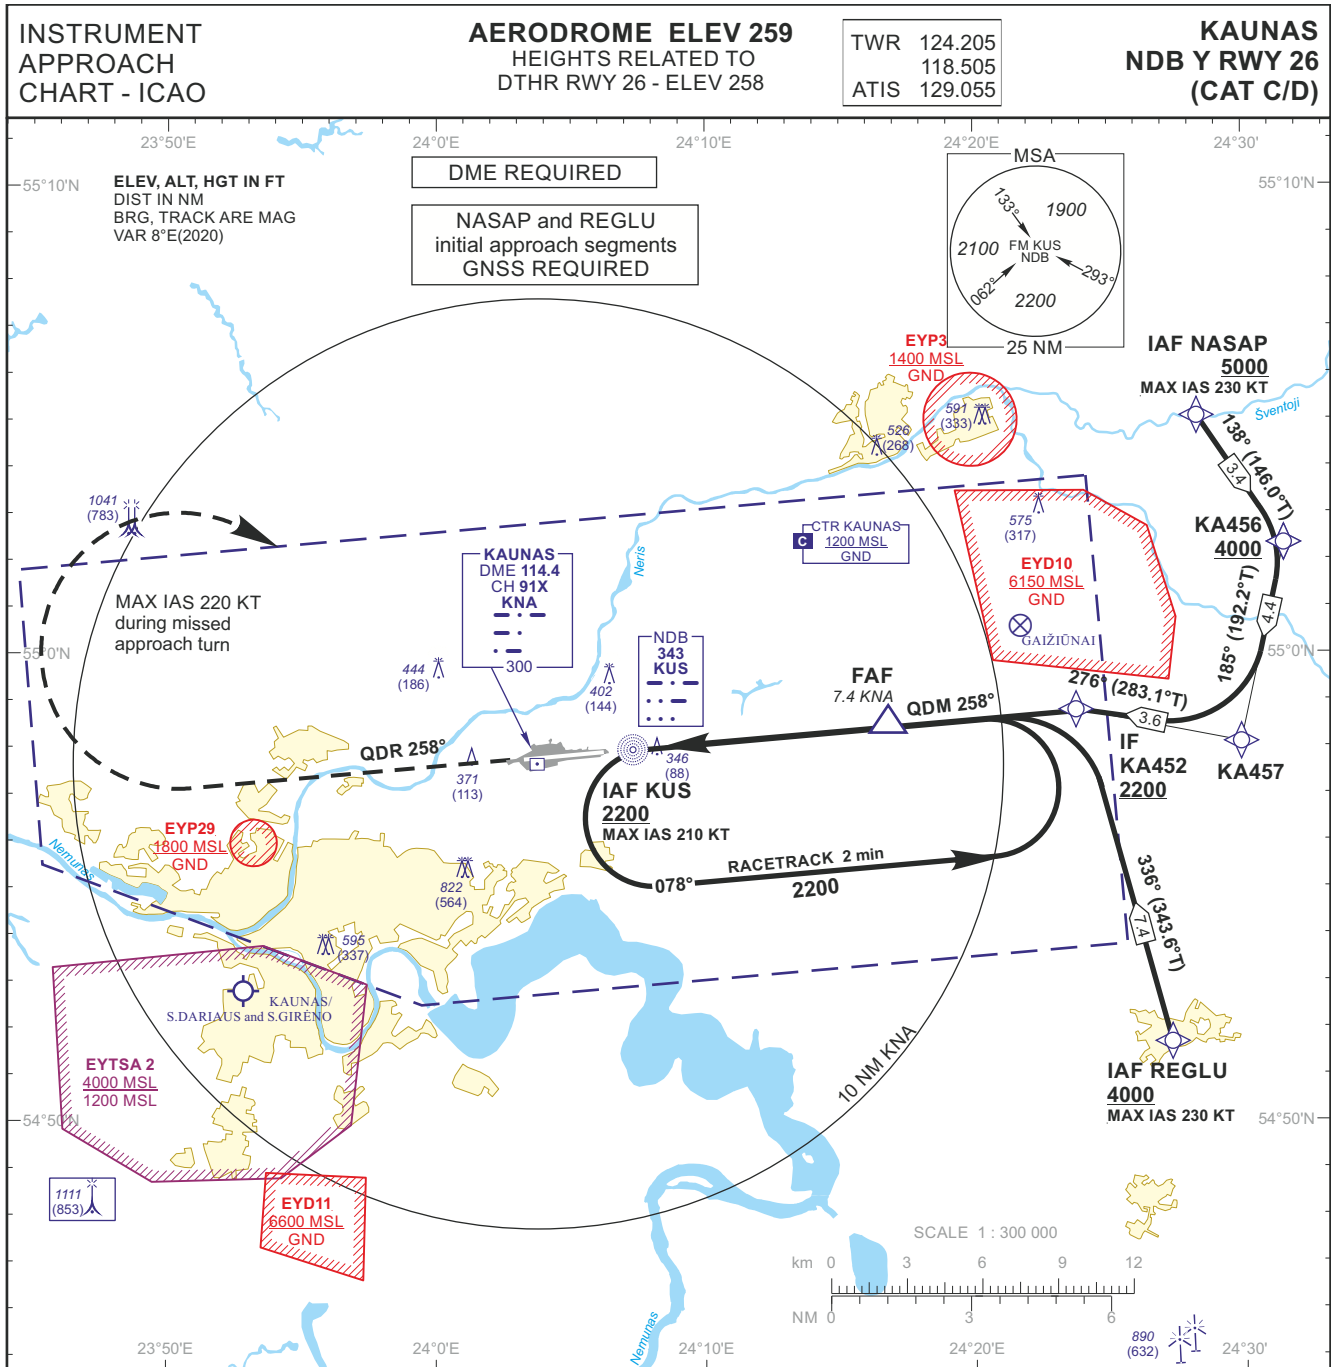 INSTRUMENT
APPROACH
CHART - ICAO
AERODROME ELEV 259
HEIGHTS RELATED TO
DTHR RWY 26 - ELEV 258
TWR 124.205
118.505
ATIS 129.055
KAUNAS
NDB Y RWY 26
(CAT C/D)
23°50'E
24°0'E
24°10'E
24°20'E
24°30'
55°10'N
55°10'N
ELEV, ALT, HGT IN FT
DIST IN NM
BRG, TRACK ARE MAG
VAR 8°E(2020)
DME REQUIRED
NASAP and REGLU
initial approach segments
GNSS REQUIRED
MSA
133°
1900
2100
FM KUS
NDB
062°
293°
2200
25 NM
EYP3
1400 MSL
GND
591
(333)
526
(268)
IAF NASAP
5000
MAX IAS 230 KT
Šventoji
138° (146.0°T)
3.4
KA456
4000
1041
(783)
MAX IAS 220 KT
during missed
approach turn
KAUNAS
DME 114.4
CH 91X
KNA
300
Neris
CTR KAUNAS
C
1200 MSL
GND
575
(317)
EYD10
6150 MSL
GND
GAIŽIŪNAI
185° (192.2°T)
4.4
55°0'N
55°0'N
444
(186)
402
(144)
NDB
343
KUS
FAF
7.4 KNA
QDM 258°
276° (283.1°T)
3.6
IF
KA452
2200
KA457
QDR 258°
371
(113)
346
(88)
IAF KUS
2200
MAX IAS 210 KT
RACETRACK 2 min
078°
2200
EYP29
1800 MSL
GND
Nemunas
822
(564)
595
(337)
336° (343.6°T)
7.4
KAUNAS/
S.DARIAUS and S.GIRĖNO
EYTSA 2
4000 MSL
1200 MSL
10 NM KNA
IAF REGLU
4000
MAX IAS 230 KT
54°50'N
54°50'N
1111
(853)
EYD11
6600 MSL
GND
Nemunas
SCALE 1 : 300 000
km 0 3 6 9 12
NM 0 3 6
890
(632)
23°50'E
24°0'E
24°10'E
24°20'E
24°30'